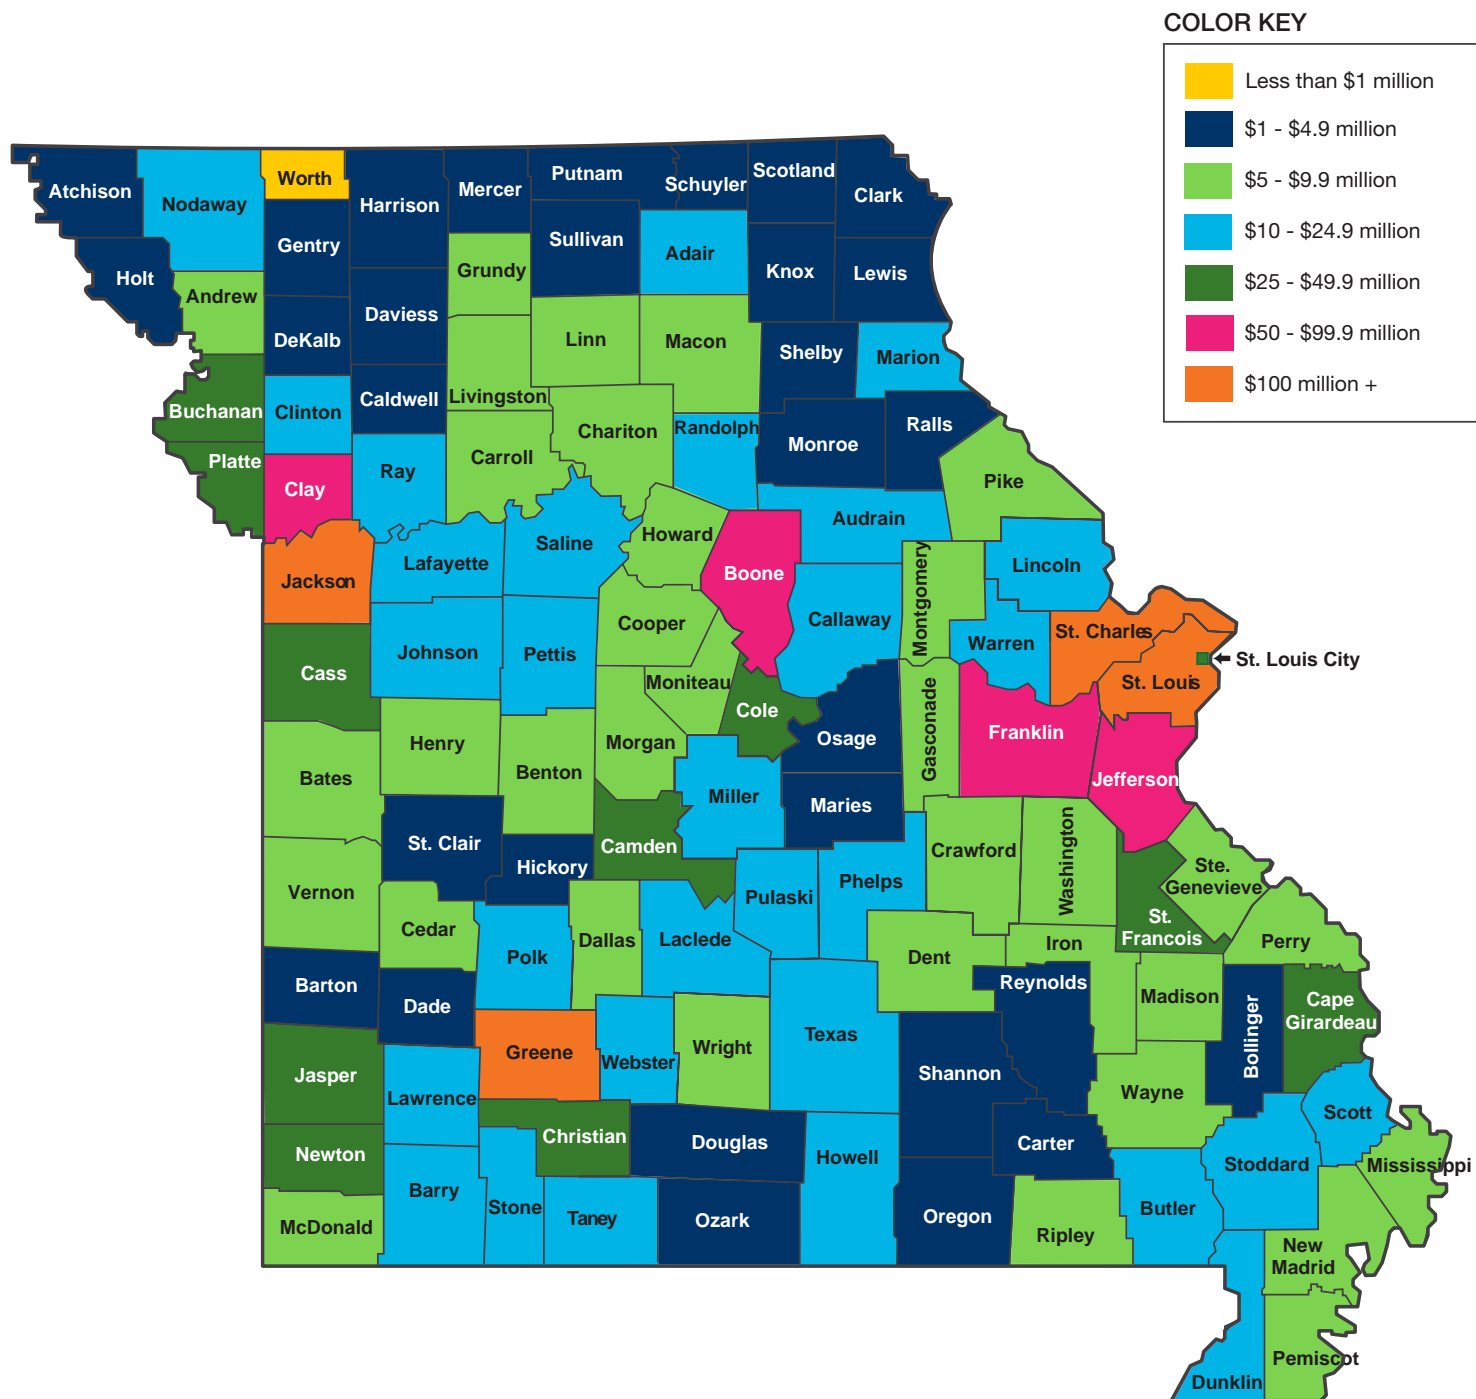 COLOR KEY
Less than $1 million
$1 - $4.9 million
$5 - $9.9 million
$10 - $24.9 million
$25 - $49.9 million
$50 - $99.9 million
$100 million +
Atchison
Nodaway
Worth
Harrison
Mercer
Putnam
Schuyler
Scotland
Clark
Gentry
Sullivan
Adair
Knox
Lewis
Holt
Andrew
Grundy
Daviess
DeKalb
Linn
Macon
Shelby
Marion
Buchanan
Clinton
Caldwell
Livingston
Chariton
Randolph
Monroe
Ralls
Platte
Clay
Ray
Carroll
Pike
Audrain
Jackson
Lafayette
Saline
Howard
Boone
Callaway
Montgomery
Lincoln
Warren
St. Charles
St. Louis
St. Louis City
Cass
Johnson
Pettis
Cooper
Moniteau
Cole
Osage
Gasconade
Franklin
Jefferson
Bates
Henry
Benton
Morgan
Miller
Maries
St. Clair
Hickory
Camden
Pulaski
Phelps
Crawford
Washington
Ste.
Genevieve
St.
Francois
Perry
Vernon
Cedar
Polk
Dallas
Laclede
Dent
Iron
Reynolds
Madison
Bollinger
Cape
Girardeau
Barton
Dade
Greene
Webster
Wright
Texas
Shannon
Wayne
Scott
Mississippi
Jasper
Lawrence
Christian
Douglas
Howell
Carter
Stoddard
Newton
Barry
Stone
Taney
Ozark
Oregon
Ripley
Butler
McDonald
New
Madrid
Pemiscot
Dunklin